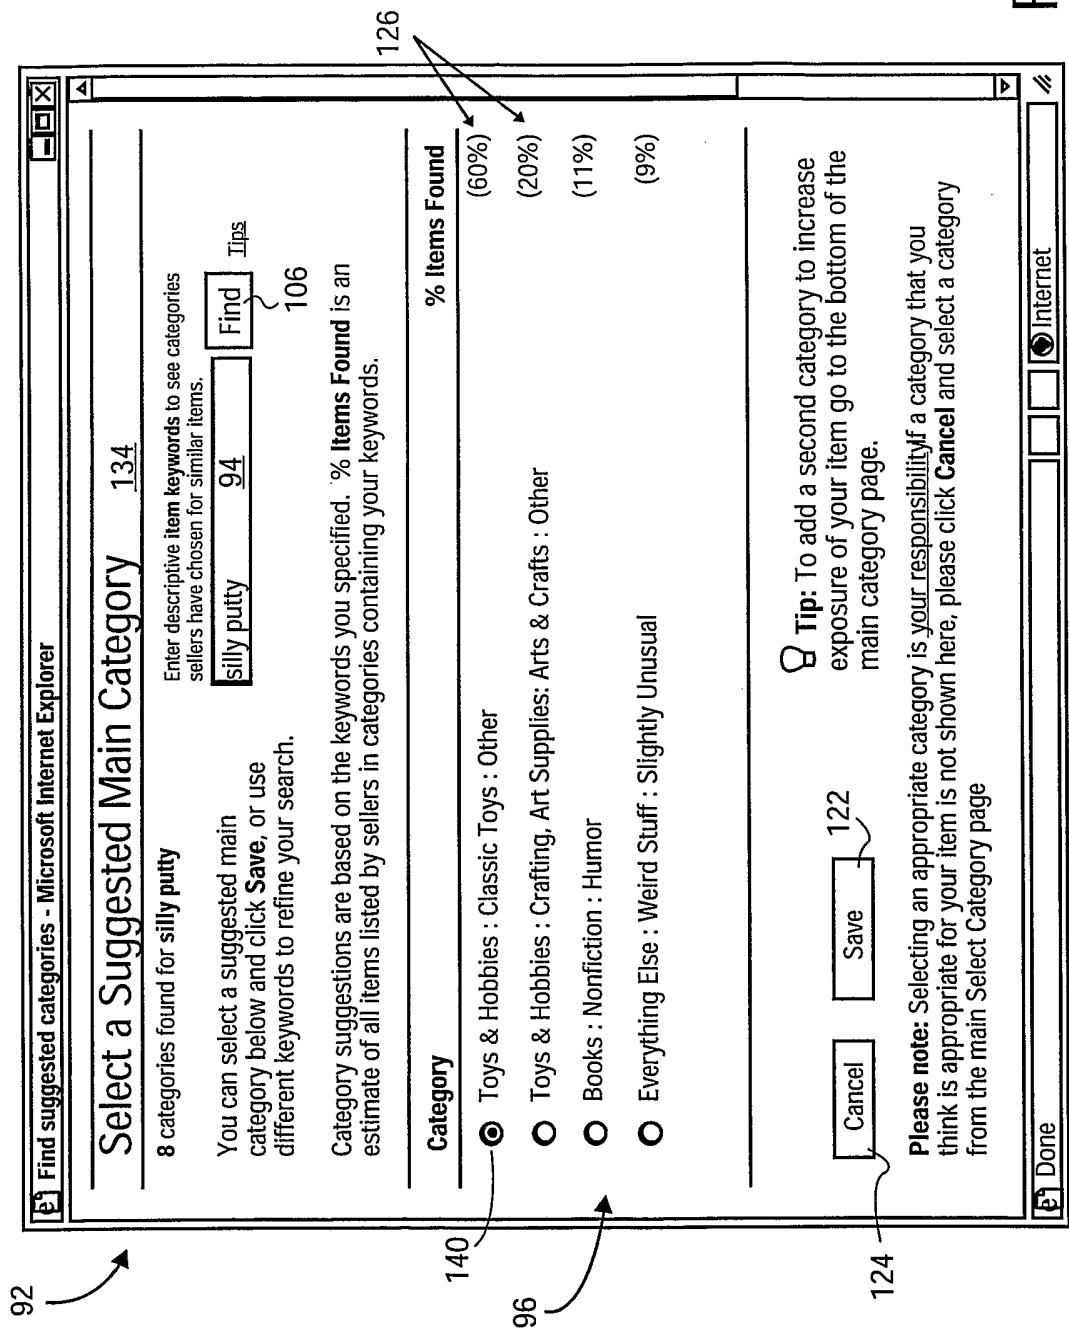 92
Find suggested categories - Microsoft Internet Explorer
Select a Suggested Main Category 134
8 categories found for silly putty
You can select a suggested main
category below and click Save, or use
different keywords to refine your search.
Enter descriptive item keywords to see categories
sellers have chosen for similar items.
silly putty 94 Find Tips
106
Category suggestions are based on the keywords you specified. % Items Found is an
estimate of all items listed by sellers in categories containing your keywords.
Category % Items Found
126
140
Toys & Hobbies : Classic Toys : Other (60%)
Toys & Hobbies : Crafting, Art Supplies: Arts & Crafts : Other (20%)
Books : Nonfiction : Humor (11%)
Everything Else : Weird Stuff : Slightly Unusual (9%)
96
Cancel Save
124
122
Tip: To add a second category to increase
exposure of your item go to the bottom of the
main category page.
Please note: Selecting an appropriate category is your responsibilityIf a category that you
think is appropriate for your item is not shown here, please click Cancel and select a category
from the main Select Category page
Done Internet